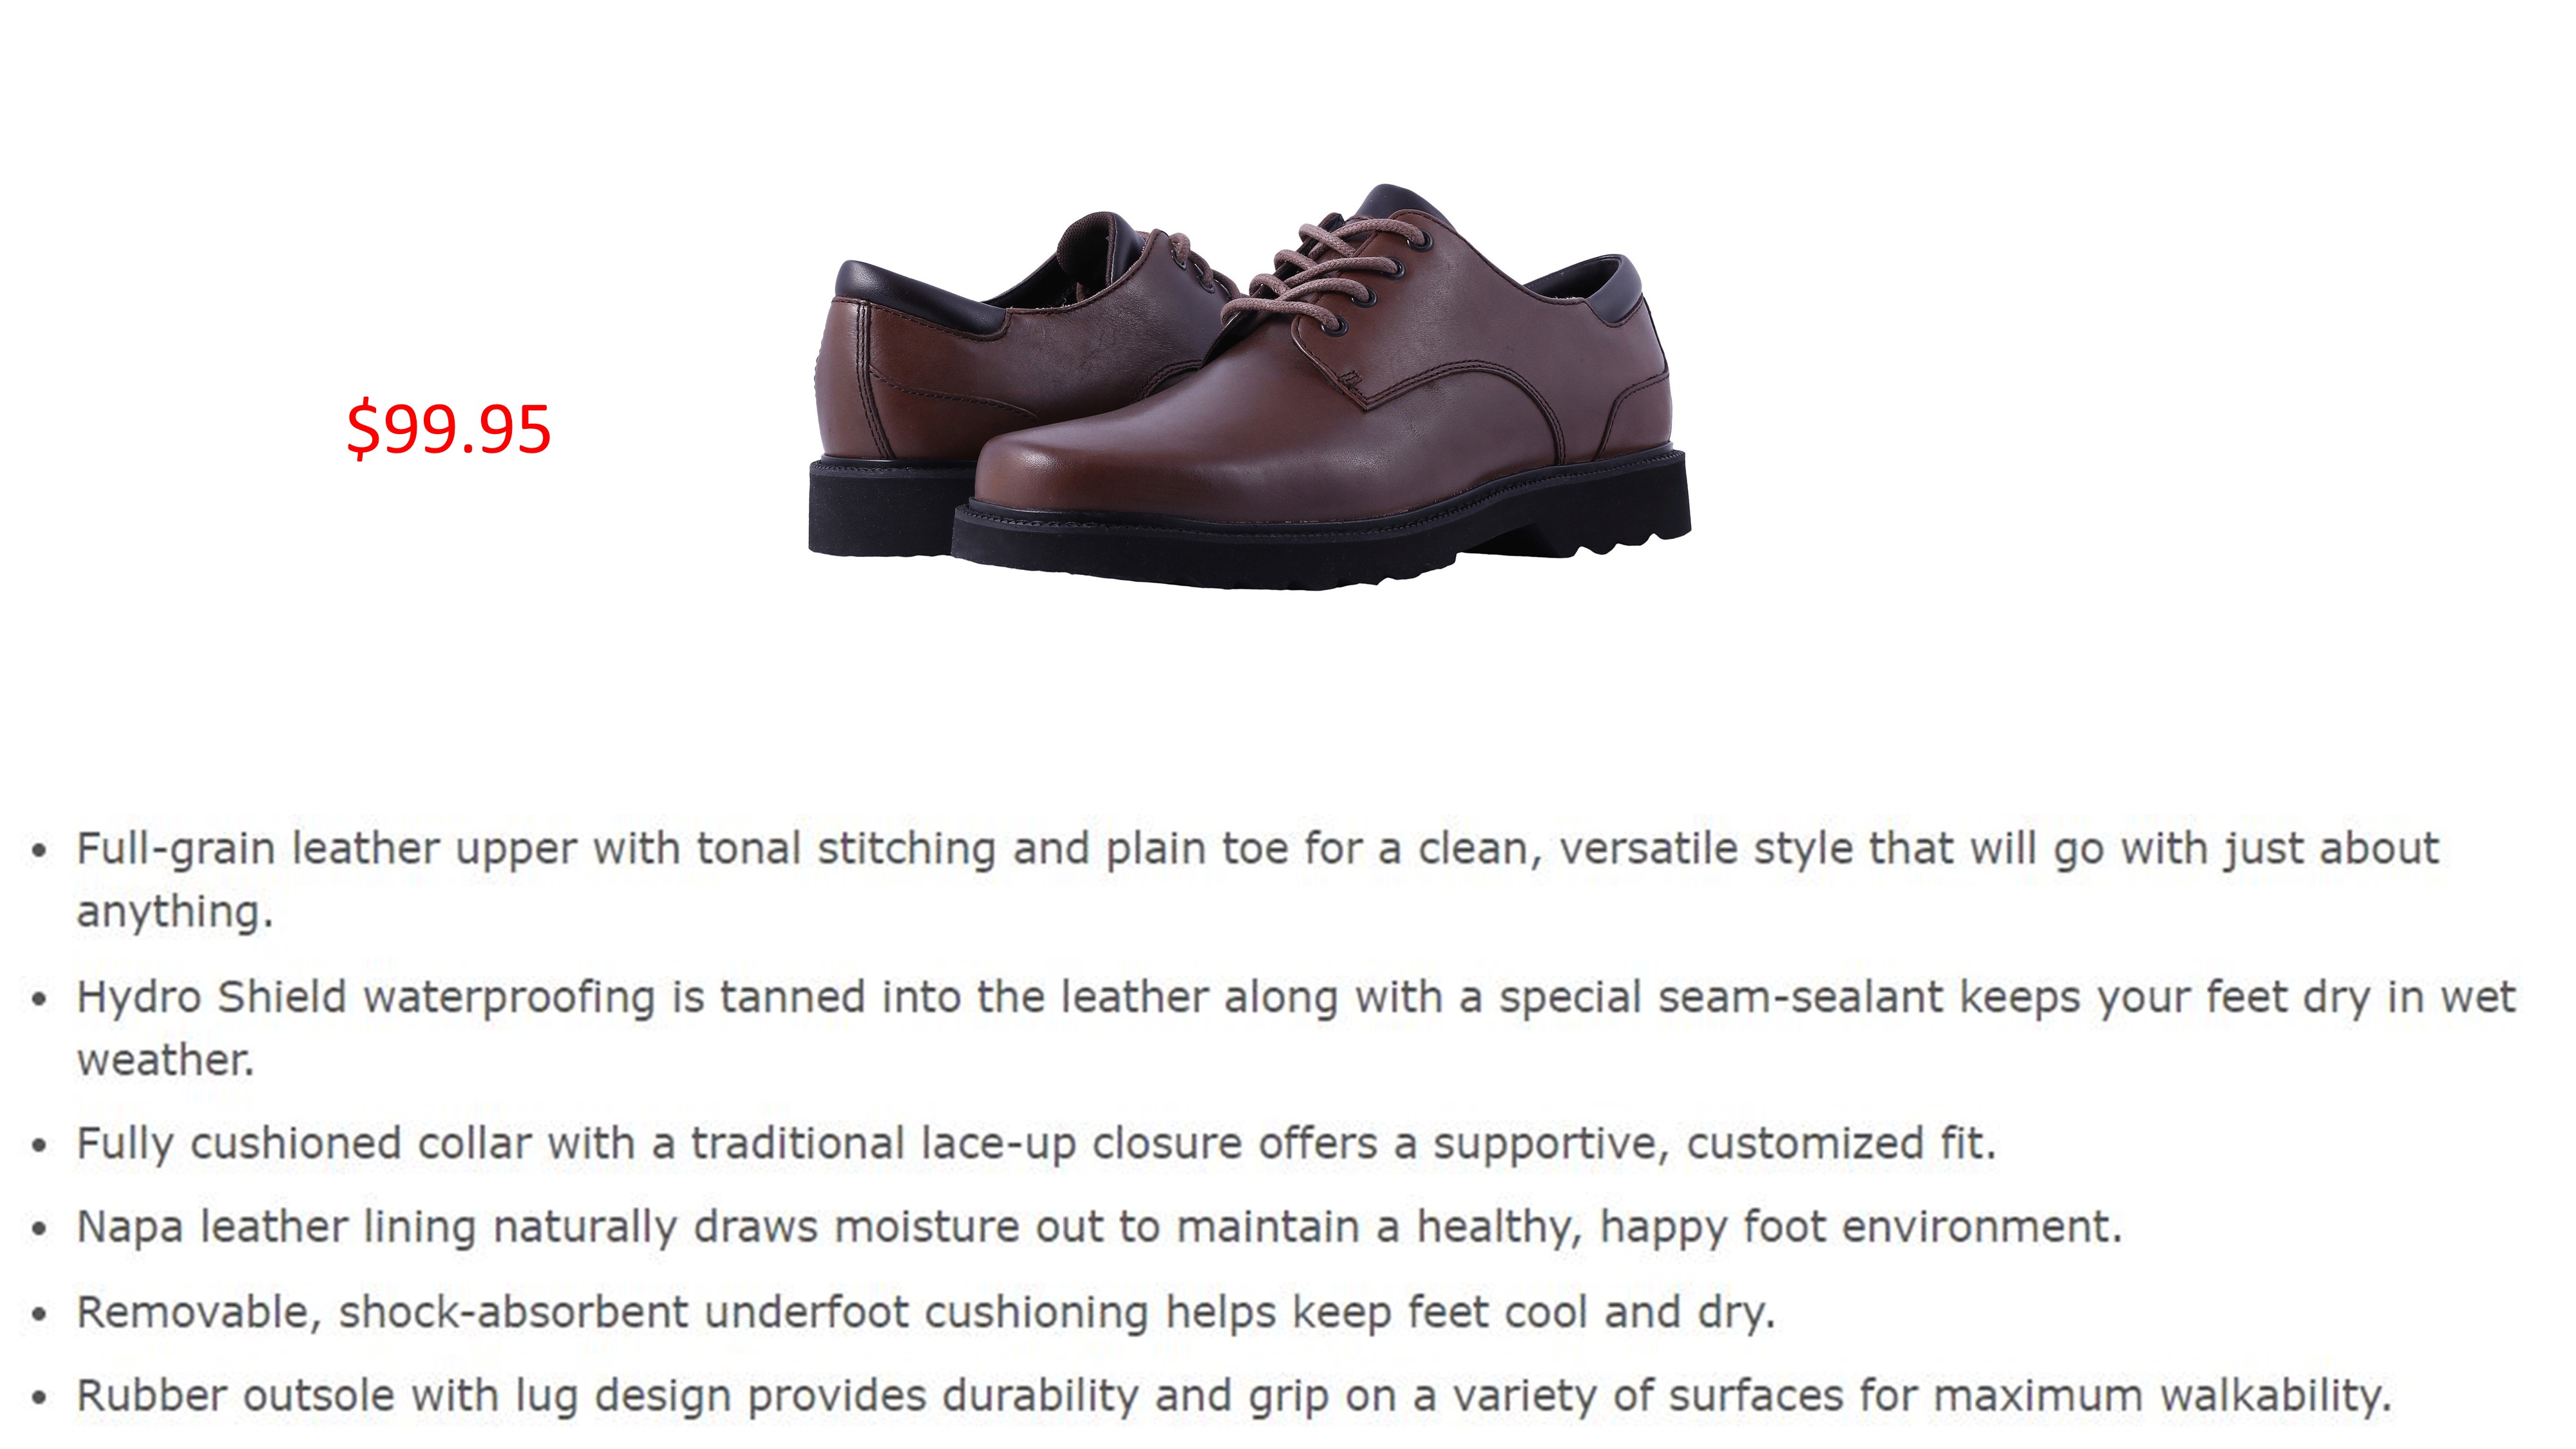 $99.95
• Full-grain leather upper with tonal stitching and plain toe for a clean, versatile style that will go with just about
anything.
• Hydro Shield waterproofing is tanned into the leather along with a special seam-sealant keeps your feet dry in wet
weather.
• Fully cushioned collar with a traditional lace-up closure offers a supportive, customized fit.
• Napa leather lining naturally draws moisture out to maintain a healthy, happy foot environment.
• Removable, shock-absorbent underfoot cushioning helps keep feet cool and dry.
• Rubber outsole with lug design provides durability and grip on a variety of surfaces for maximum walkability.